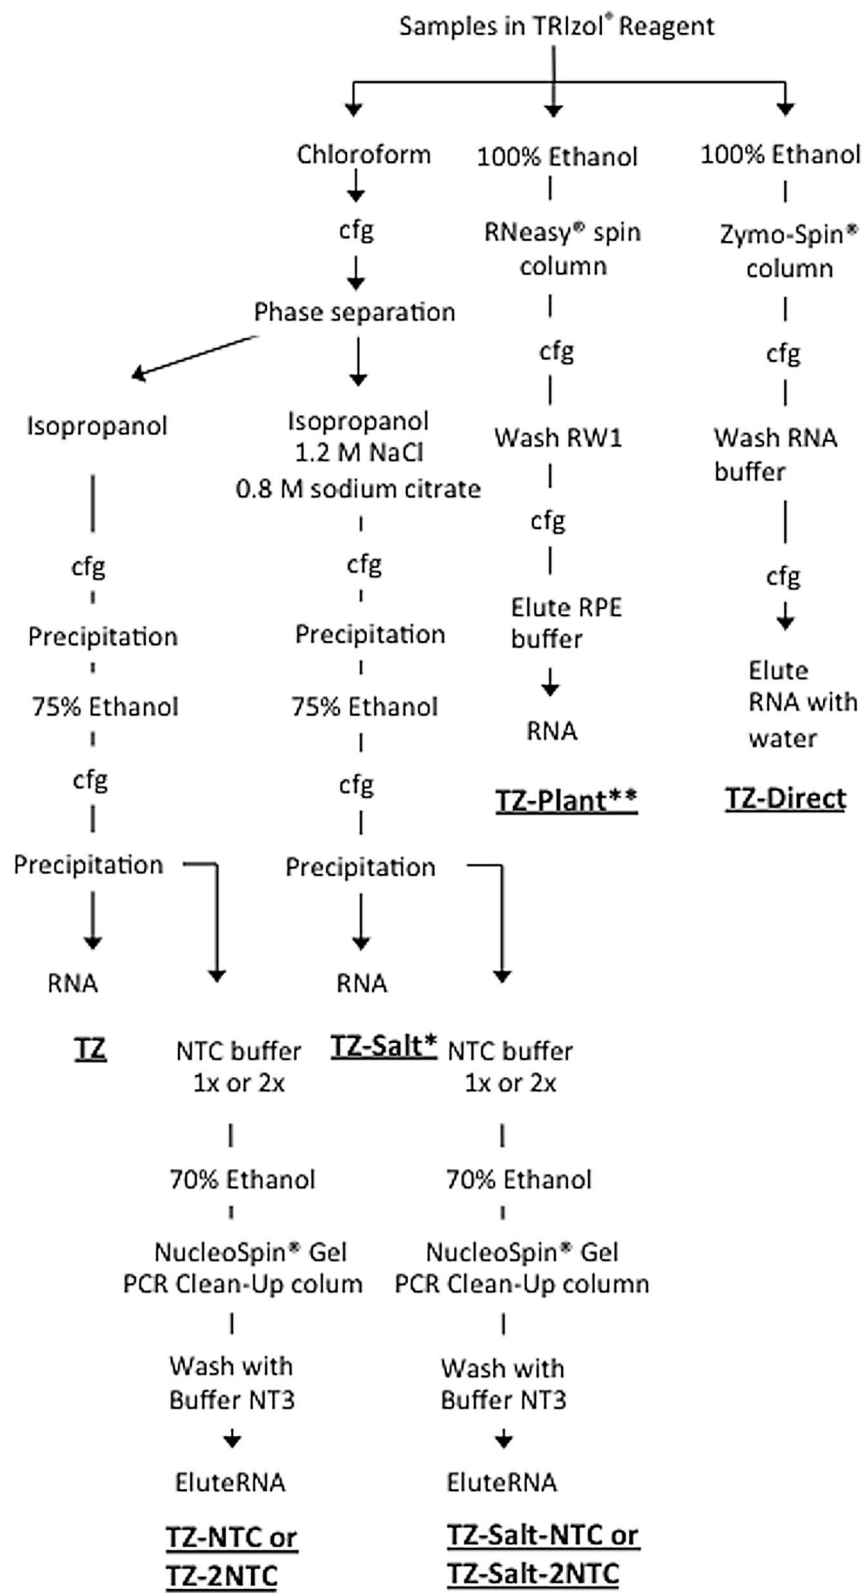 Samples in TRIzol® Reagent
Chloroform
cfg
Phase separation
Isopropanol
cfg
Precipitation
75% Ethanol
cfg
Precipitation
RNA
TZ
NTC buffer
1x or 2x
70% Ethanol
NucleoSpin® Gel
PCR Clean-Up colum
Wash with
Buffer NT3
EluteRNA
TZ-NTC or
TZ-2NTC
Isopropanol
1.2 M NaCl
0.8 M sodium citrate
cfg
Precipitation
75% Ethanol
cfg
Precipitation
RNA
TZ-Salt*
NTC buffer
1x or 2x
70% Ethanol
NucleoSpin® Gel
PCR Clean-Up column
Wash with
Buffer NT3
EluteRNA
TZ-Salt-NTC or
TZ-Salt-2NTC
100% Ethanol
RNeasy® spin
column
cfg
Wash RW1
cfg
Elute RPE
buffer
RNA
TZ-Plant**
100% Ethanol
Zymo-Spin®
column
cfg
Wash RNA
buffer
cfg
Elute
RNA with
water
TZ-Direct